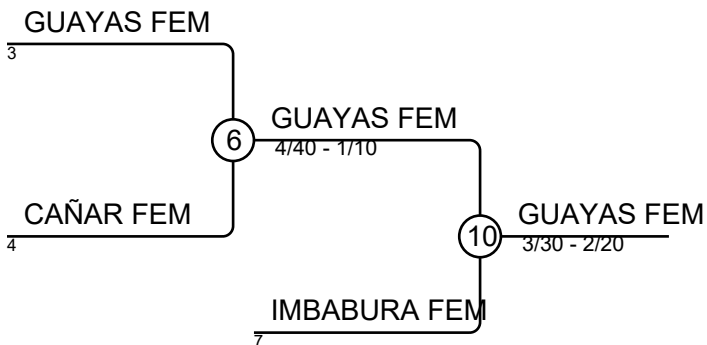 GUAYAS FEM
3
GUAYAS FEM
6
4/40 - 1/10
CAÑAR FEM
4
GUAYAS FEM
10
3/30 - 2/20
IMBABURA FEM
7